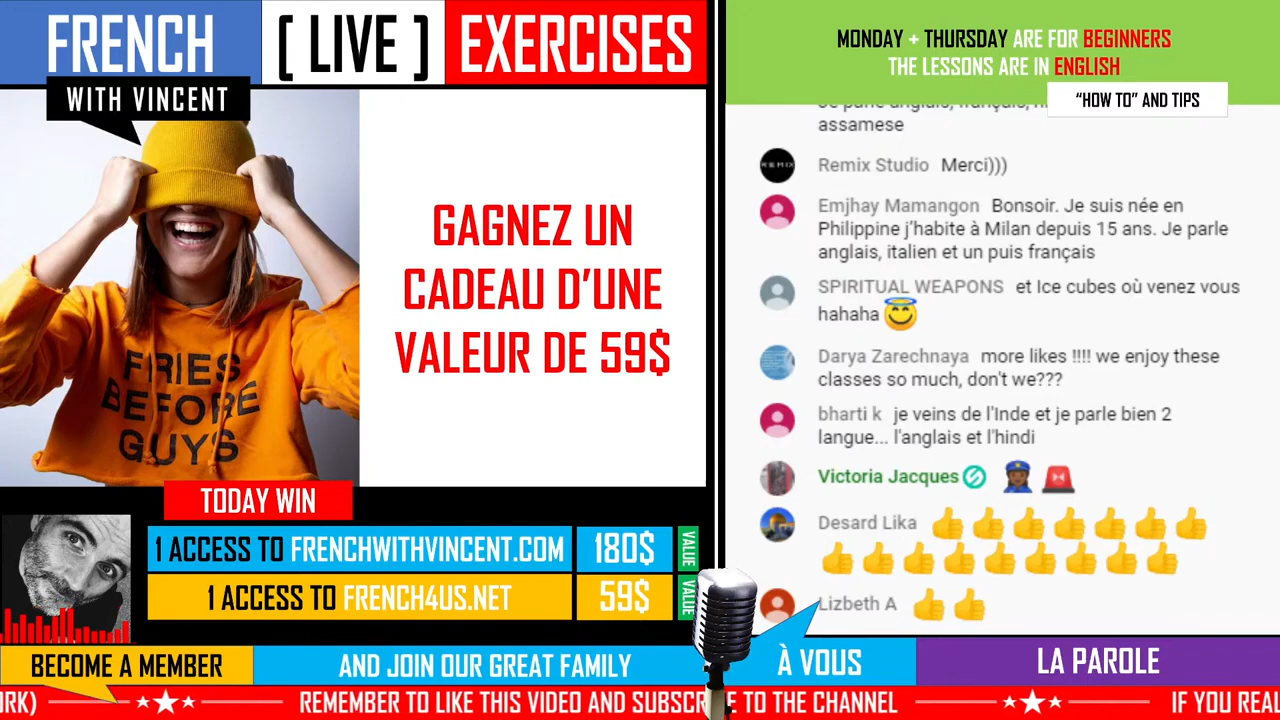 FRENCH
[ LIVE ]
EXERCISES
WITH VINCENT
FRIES
BEFORE
GUYS
GAGNEZ UN
CADEAU D'UNE
VALEUR DE 59$
TODAY WIN
1 ACCESS TO FRENCHWITHVINCENT.COM 180$ VALUE
1 ACCESS TO FRENCH4US.NET 59$ VALUE
MONDAY + THURSDAY ARE FOR BEGINNERS
THE LESSONS ARE IN ENGLISH
"HOW TO" AND TIPS
assamese
REMIX
Remix Studio Merci)))
Emjhay Mamangon Bonsoir. Je suis née en
Philippine j'habite à Milan depuis 15 ans. Je parle
anglais, italien et un puis français
SPIRITUAL WEAPONS et Ice cubes où venez vous
hahaha 😇
Darya Zarechnaya more likes !!!! we enjoy these
classes so much, don't we???
bharti k je veins de l'Inde et je parle bien 2
langue... l'anglais et l'hindi
Victoria Jacques 👮🏾‍♀️ 🚨
Desard Lika 👍👍👍👍👍👍👍
👍👍👍👍👍👍👍👍👍
Lizbeth A 👍👍
BECOME A MEMBER
AND JOIN OUR GREAT FAMILY
À VOUS
LA PAROLE
RK) REMEMBER TO LIKE THIS VIDEO AND SUBSCR E TO THE CHANNEL IF YOU REAL